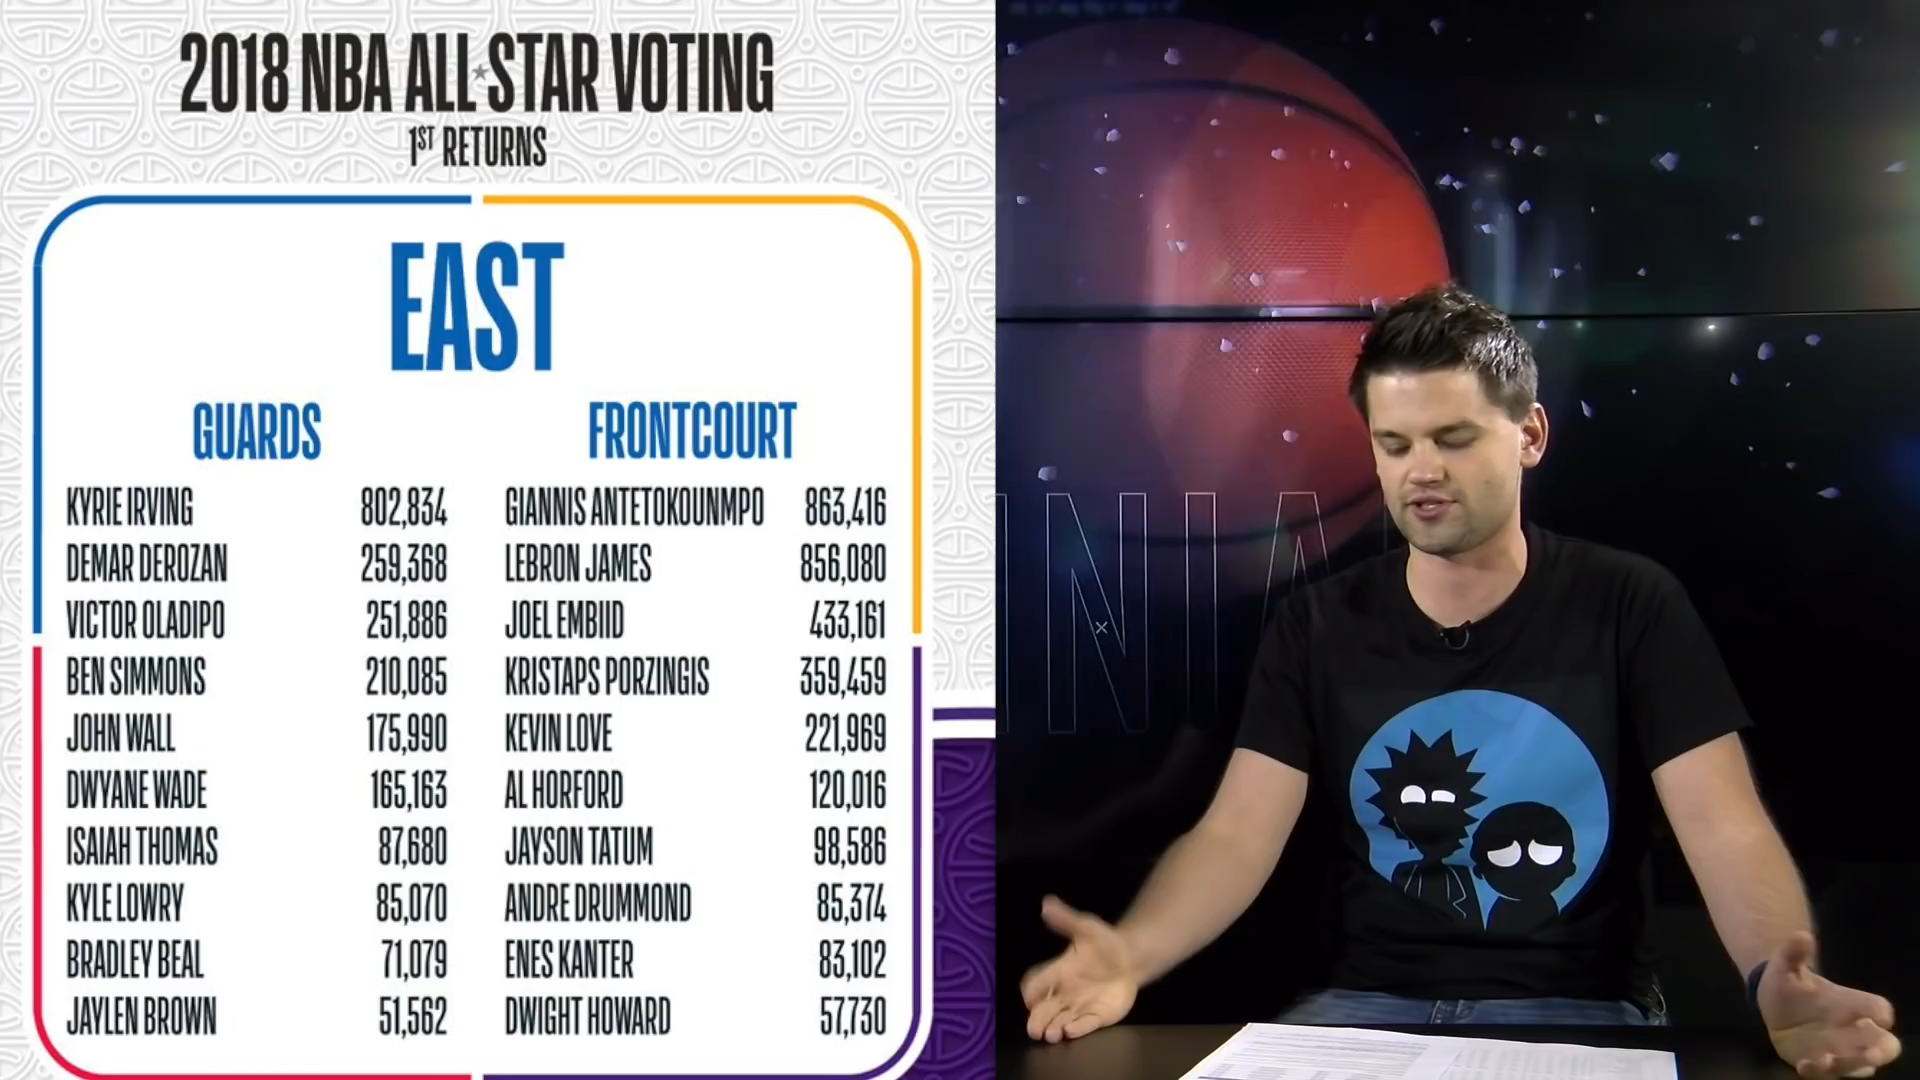 2018 NBA ALL★STAR VOTING
1ST RETURNS
EAST
GUARDS FRONTCOURT
KYRIE IRVING 802,834 GIANNIS ANTETOKOUNMPO 863,416
DEMAR DEROZAN 259,368 LEBRON JAMES 856,080
VICTOR OLADIPO 251,886 JOEL EMBIID 433,161
BEN SIMMONS 210,085 KRISTAPS PORZINGIS 359,459
JOHN WALL 175,990 KEVIN LOVE 221,969
DWYANE WADE 165,163 AL HORFORD 120,016
ISAIAH THOMAS 87,680 JAYSON TATUM 98,586
KYLE LOWRY 85,070 ANDRE DRUMMOND 85,374
BRADLEY BEAL 71,079 ENES KANTER 83,102
JAYLEN BROWN 51,562 DWIGHT HOWARD 57,730
NIA